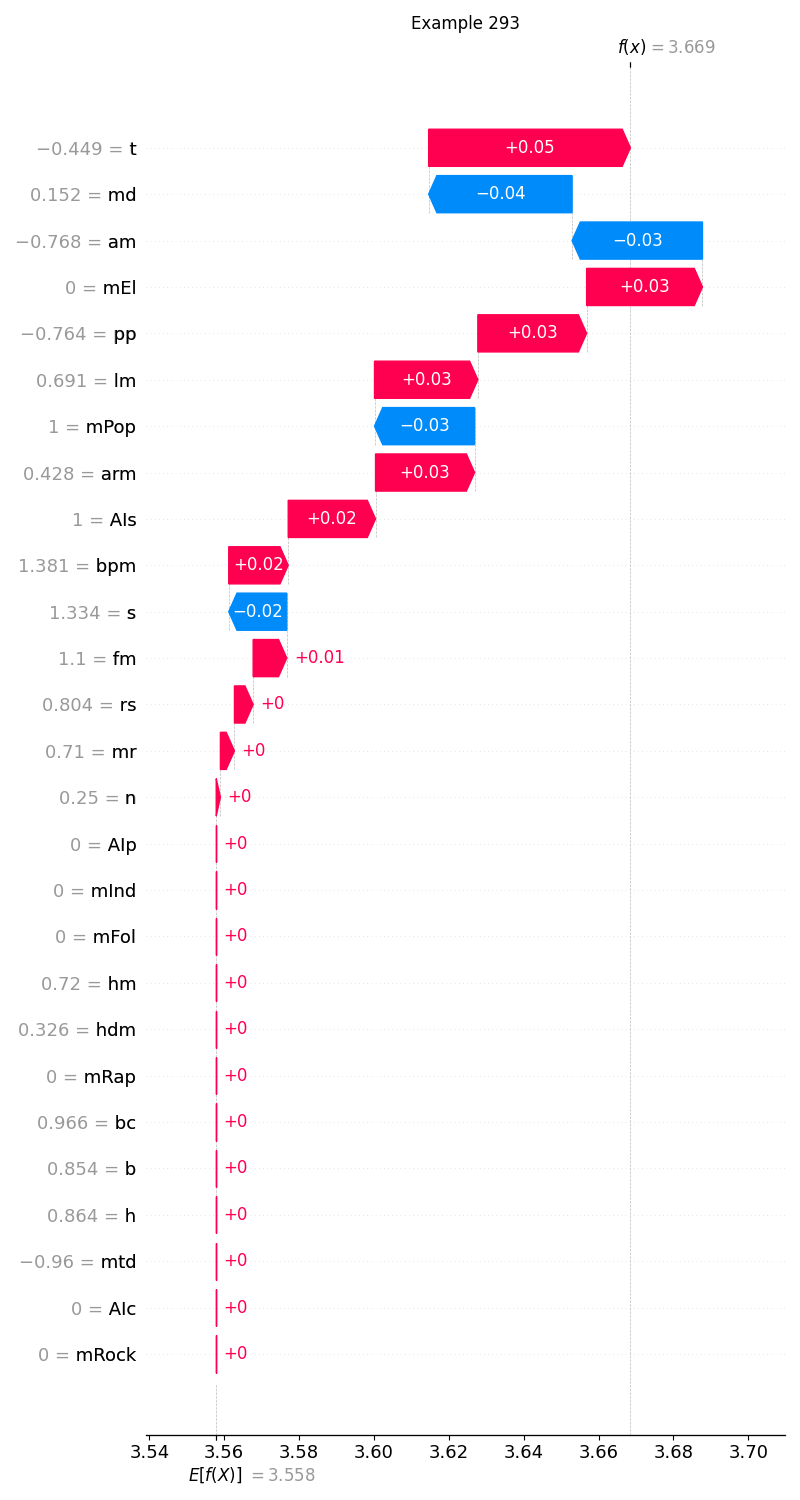 Example 293
f(x) = 3.669
−0.449 = t +0.05
0.152 = md −0.04
−0.768 = am −0.03
0 = mEl +0.03
−0.764 = pp +0.03
0.691 = lm +0.03
1 = mPop −0.03
0.428 = arm +0.03
1 = AIs +0.02
1.381 = bpm +0.02
1.334 = s −0.02
1.1 = fm +0.01
0.804 = rs +0
0.71 = mr +0
0.25 = n +0
0 = AIp +0
0 = mInd +0
0 = mFol +0
0.72 = hm +0
0.326 = hdm +0
0 = mRap +0
0.966 = bc +0
0.854 = b +0
0.864 = h +0
−0.96 = mtd +0
0 = AIc +0
0 = mRock +0
3.54 3.56 3.58 3.60 3.62 3.64 3.66 3.68 3.70
E[f(X)] = 3.558